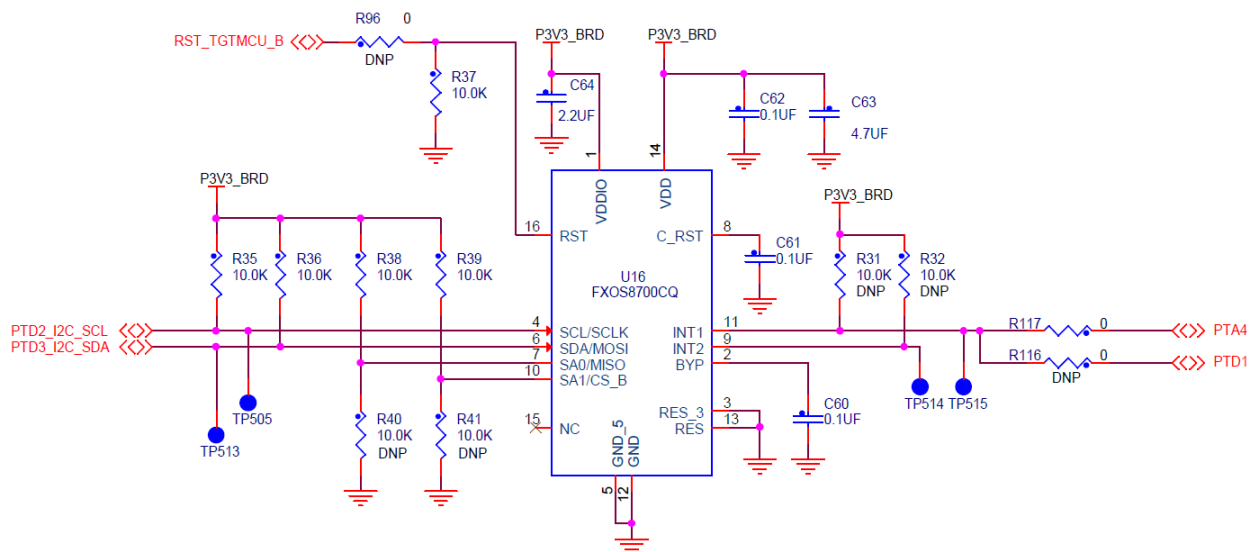 R96 0
RST_TGTMCU_B
DNP
R37
10.0K
P3V3_BRD
C64
2.2UF
P3V3_BRD
C62
0.1UF
C63
4.7UF
1
14
VDDIO
VDD
P3V3_BRD
R35
10.0K
R36
10.0K
R38
10.0K
R39
10.0K
16
RST
8
C_RST
C61
0.1UF
U16
FXOS8700CQ
P3V3_BRD
R31
10.0K
DNP
R32
10.0K
DNP
PTD2_I2C_SCL
PTD3_I2C_SDA
4
SCL/SCLK
6
SDA/MOSI
7
SA0/MISO
10
SA1/CS_B
11
INT1
9
INT2
2
BYP
R117 0
PTA4
R116 0
DNP
PTD1
TP505
TP513
R40
10.0K
DNP
R41
10.0K
DNP
15
NC
3
RES_3
13
RES
C60
0.1UF
TP514
TP515
GND_5
GND
5
12